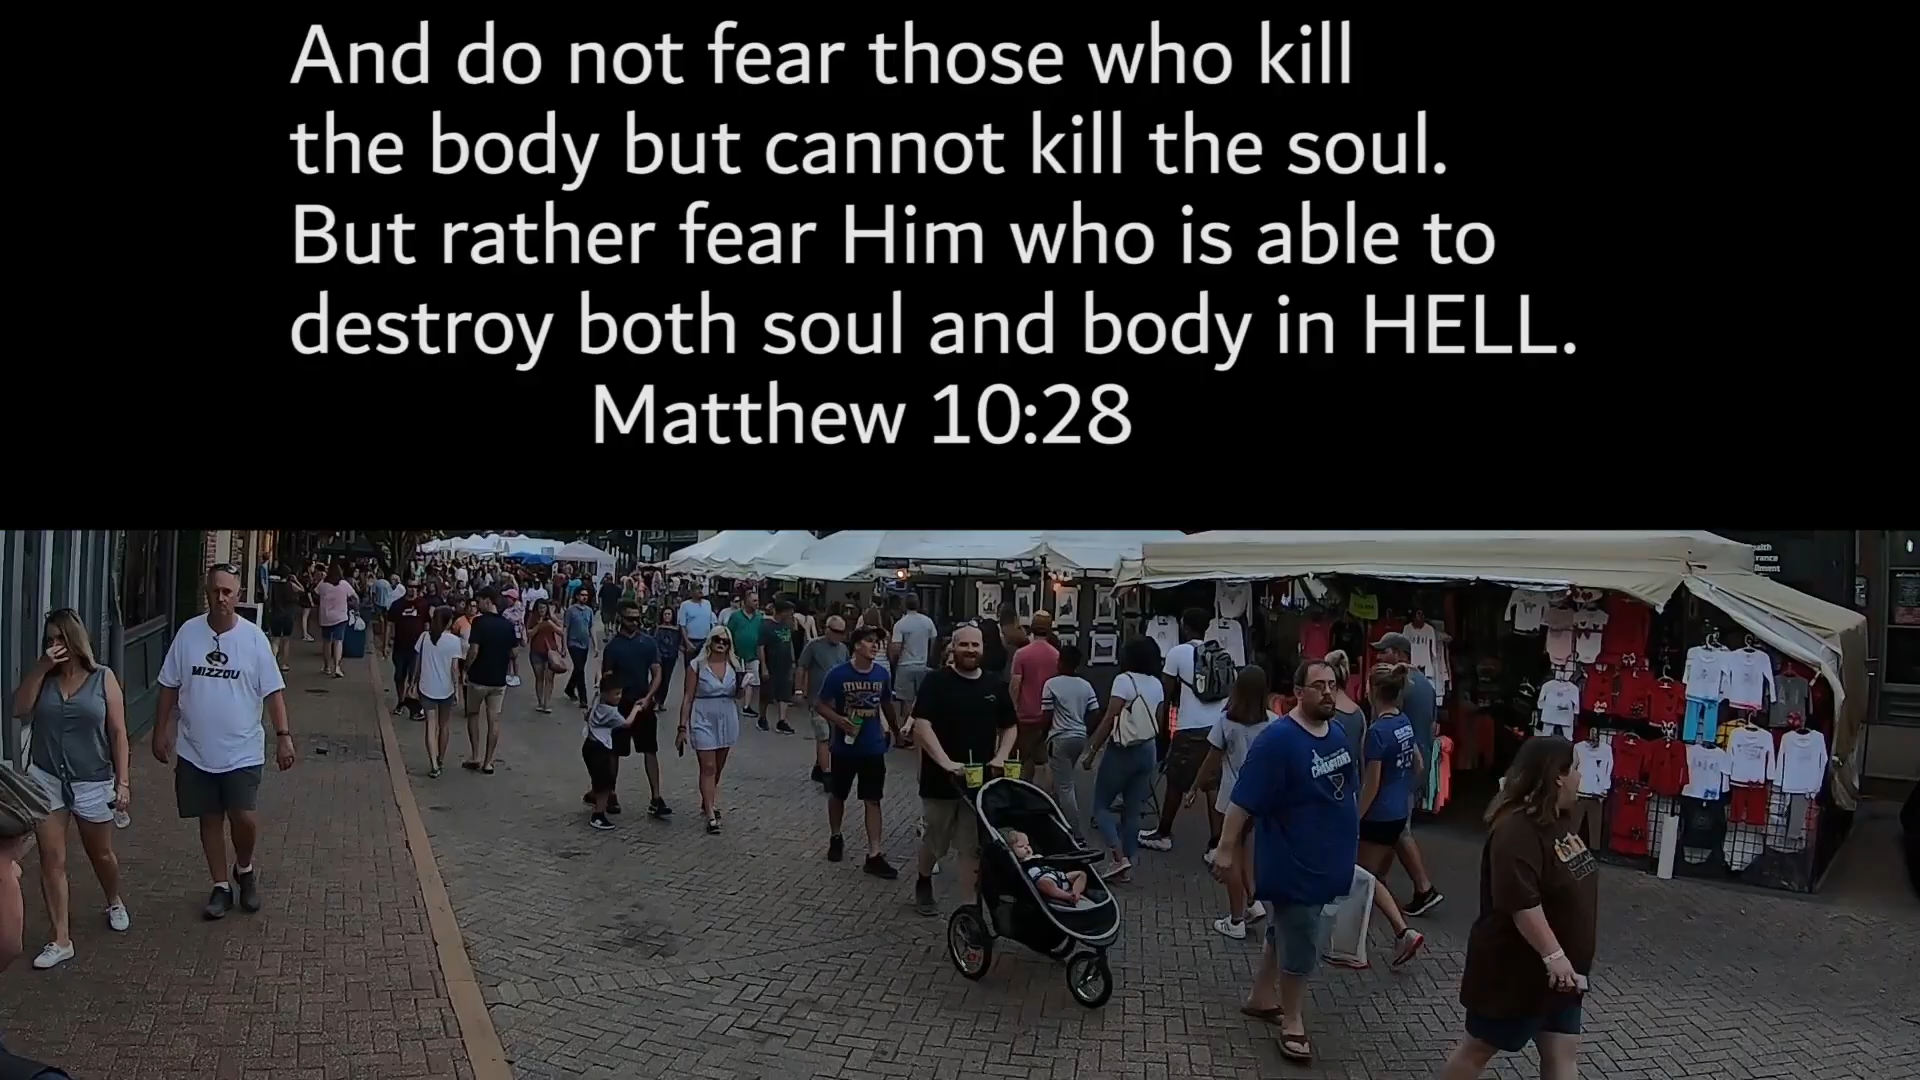 And do not fear those who kill
the body but cannot kill the soul.
But rather fear Him who is able to
destroy both soul and body in HELL.
Matthew 10:28
MIZZOU
CHAMPIONS